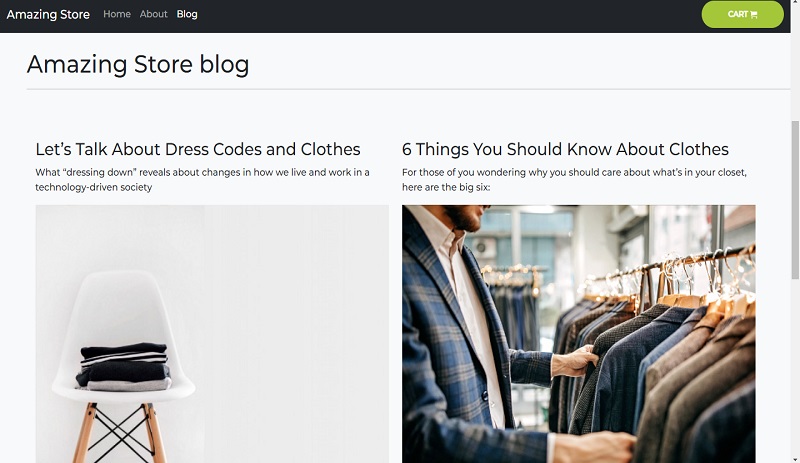 Amazing Store Home About Blog CART
Amazing Store blog
Let’s Talk About Dress Codes and Clothes
What “dressing down” reveals about changes in how we live and work in a
technology-driven society
6 Things You Should Know About Clothes
For those of you wondering why you should care about what’s in your closet,
here are the big six: